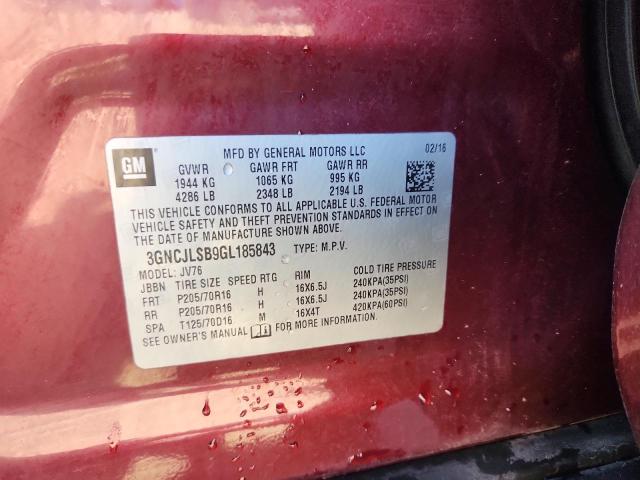 GM
MFD BY GENERAL MOTORS LLC 02/16
GVWR GAWR FRT GAWR RR
1944 KG 1065 KG 995 KG
4286 LB 2348 LB 2194 LB
THIS VEHICLE CONFORMS TO ALL APPLICABLE U.S. FEDERAL MOTOR
VEHICLE SAFETY AND THEFT PREVENTION STANDARDS IN EFFECT ON
THE DATE OF MANUFACTURE SHOWN ABOVE.
3GNCJLSB9GL185843 TYPE: M.P.V.
MODEL: JV76
JBBN TIRE SIZE SPEED RTG RIM COLD TIRE PRESSURE
FRT P205/70R16 H 16X6.5J 240KPA(35PSI)
RR P205/70R16 H 16X6.5J 240KPA(35PSI)
SPA T125/70D16 M 16X4T 420KPA(60PSI)
SEE OWNER'S MANUAL FOR MORE INFORMATION.